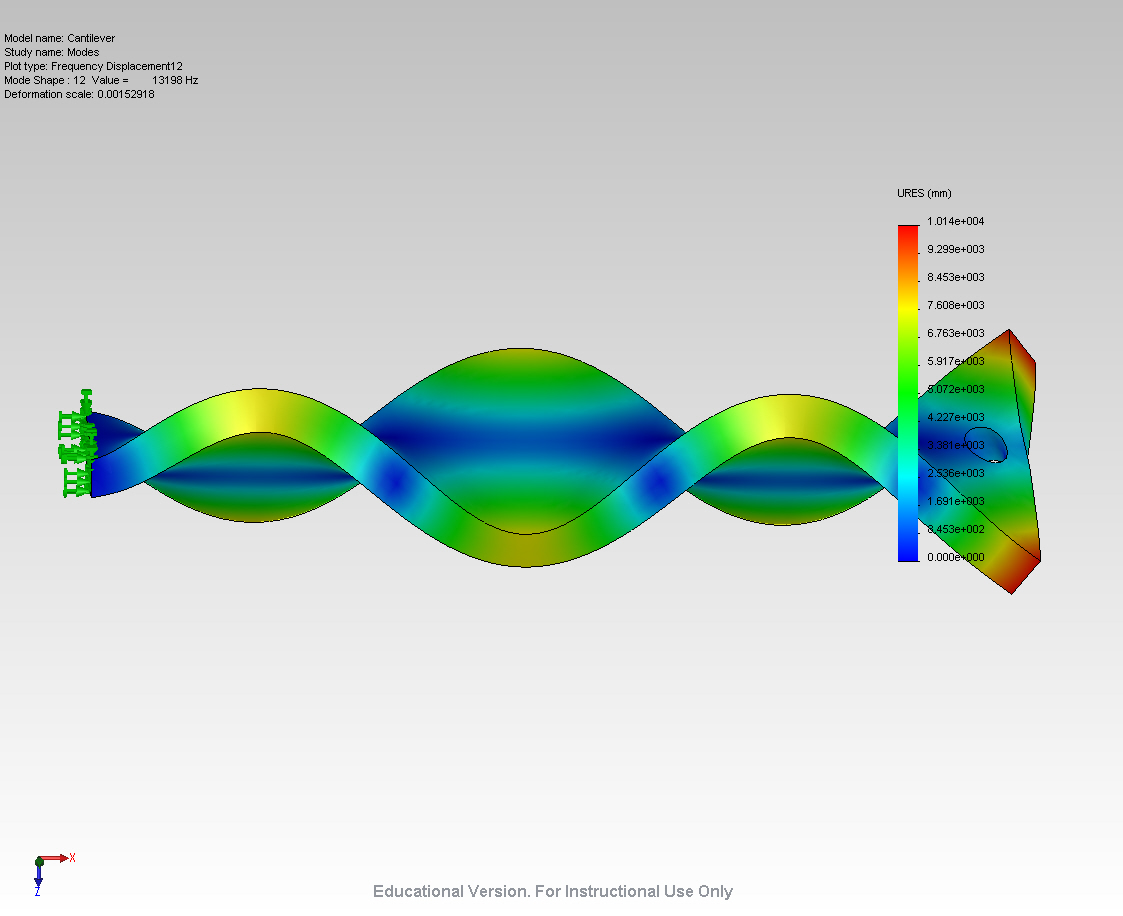 Model name: Cantilever
Study name: Modes
Plot type: Frequency Displacement12
Mode Shape : 12  Value =        13198 Hz
Deformation scale: 0.00152918
URES (mm)
1.014e+004
9.299e+003
8.453e+003
7.608e+003
6.763e+003
5.917e+003
5.072e+003
4.227e+003
3.381e+003
2.536e+003
1.691e+003
8.453e+002
0.000e+000
X
Z
Educational Version. For Instructional Use Only